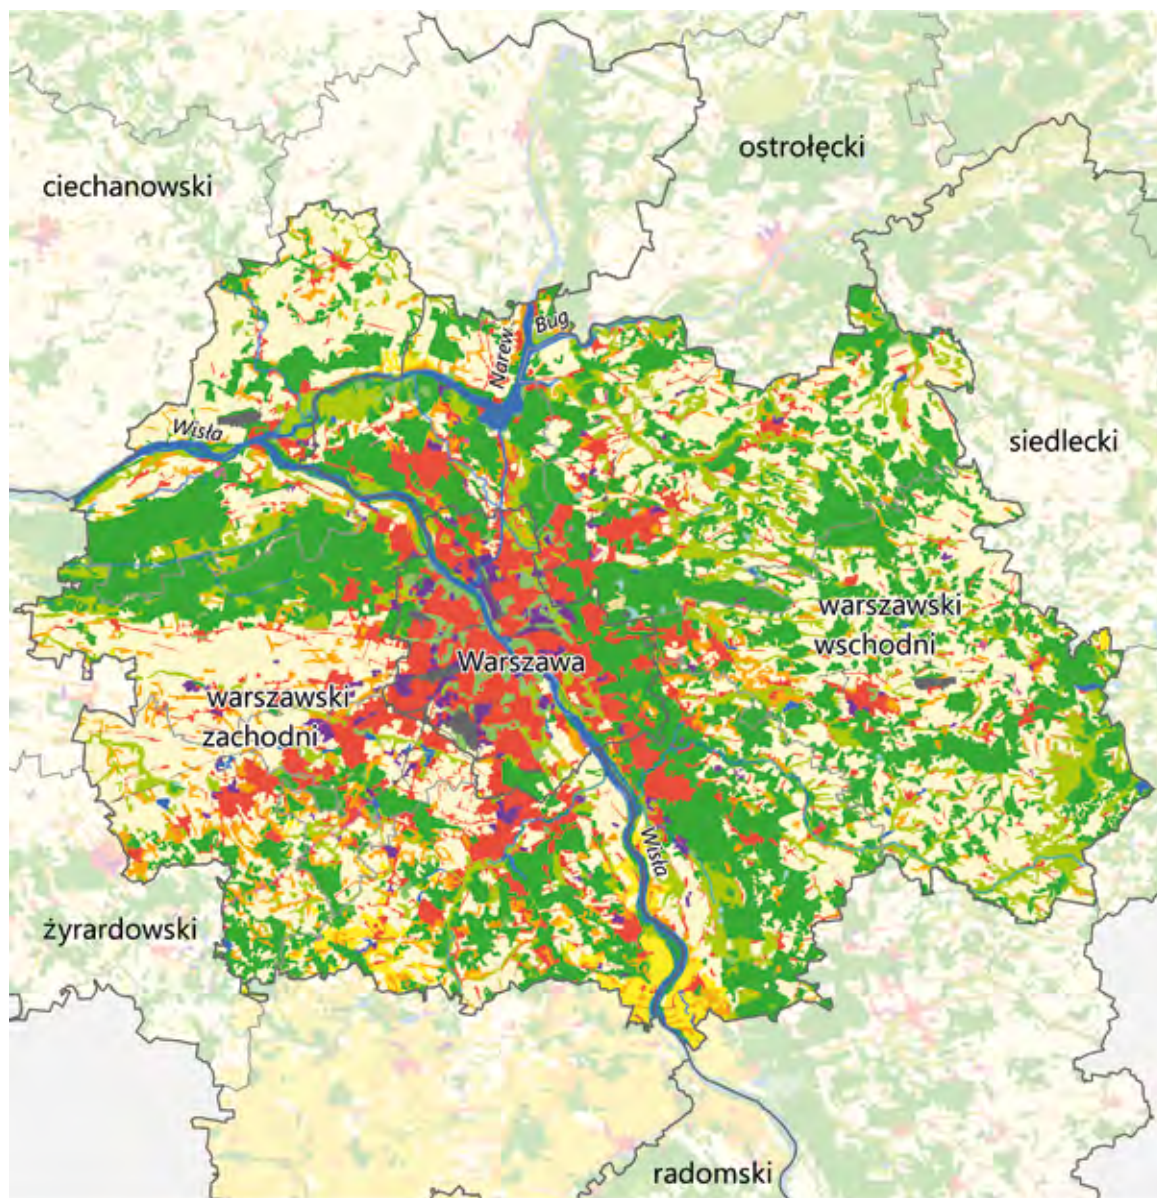 ostrołęcki
ciechanowski
Bug
Narew
Wisła
siedlecki
warszawski
wschodni
Warszawa
warszawski
zachodni
Wisła
żyrardowski
radomski